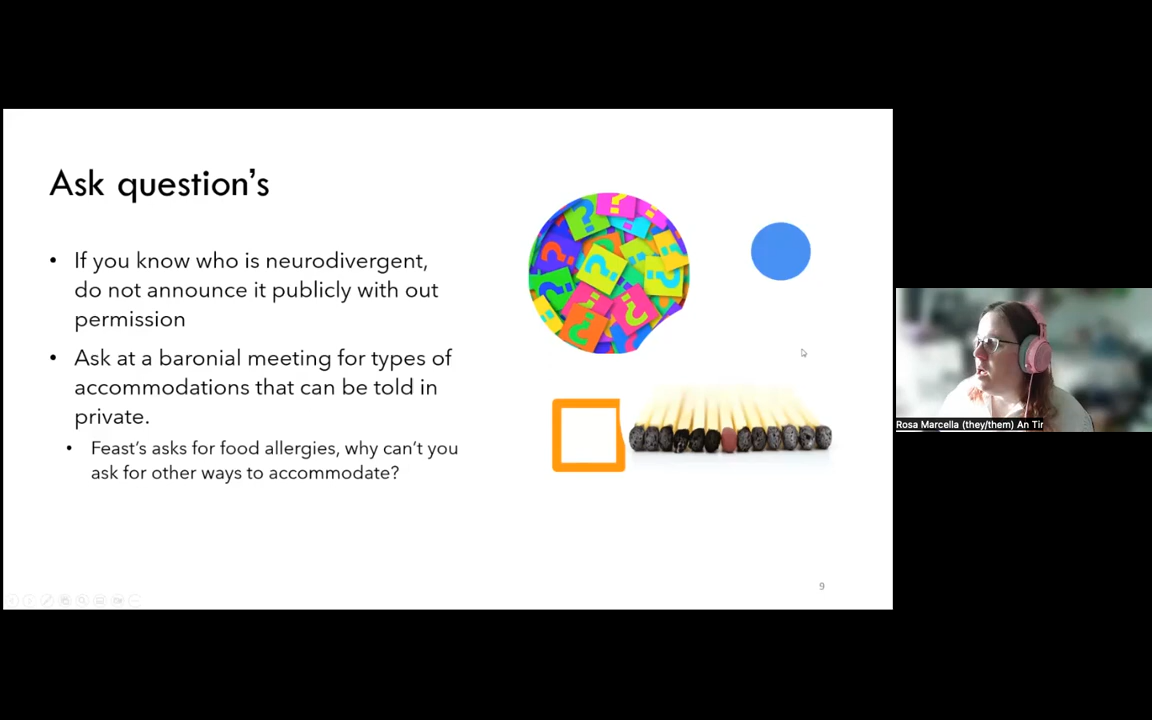 Ask question's
• If you know who is neurodivergent,
do not announce it publicly with out
permission
• Ask at a baronial meeting for types of
accommodations that can be told in
private.
• Feast's asks for food allergies, why can't you
ask for other ways to accommodate?
9
Rosa Marcella (they/them) An Tir